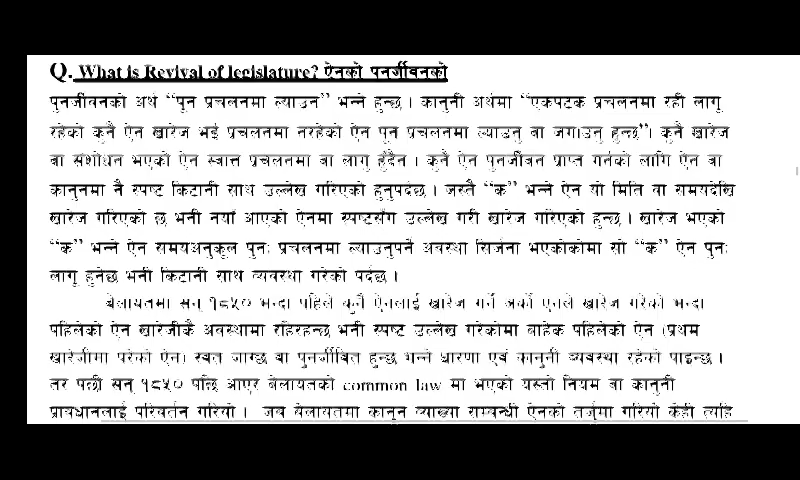 Q. What is Revival of legislature? ऐनको पनर्जीवनको
पुनर्जीवनको अर्थ “पून प्रचलनमा ल्याउन” भन्ने हुन्छ । कानुनी अर्थमा “एकपटक प्रचलनमा रही लागू
रहेको कुनै ऐन खारेज भई प्रचलनमा नरहेको ऐन पून प्रचलनमा ल्याउनु वा जगाउनु हुन्छ”। कुनै खारेज
वा संशोधन भएको ऐन स्वात्त प्रचलनमा वा लागु हुँदैन । कुनै ऐन पुनर्जीवन प्राप्त गर्नको लागि ऐन वा
कानुनमा नै स्पष्ट किटानी साथ उल्लेख गरिएको हुनुपर्दछ । जस्तै “क” भन्ने ऐन यो मिति वा समयदेखि
खारेज गरिएको छ भनी नयाँ आएको ऐनमा स्पष्टसँग उल्लेख गरी खारेज गरिएको हुन्छ । खारेज भएको
“क” भन्ने ऐन समयअनुकूल पुनः प्रचलनमा ल्याउनुपर्ने अवस्था सिर्जना भएकोकोमा सो “क” ऐन पुनः
लागू हुनेछ भनी किटानी साथ व्यवस्था गरेको पर्दछ ।
बेलायतमा सन् १८५० भन्दा पहिले कुनै ऐनलाई खारेज गर्ने अर्को एनले खारेज गरेको भन्दा
पहिलेको ऐन खारेजीकै अवस्थामा रहिरहन्छ भनी स्पष्ट उल्लेख गरेकोमा बाहेक पहिलेको ऐन (प्रथम
खारेजीमा परेको ऐन) स्वत जाग्छ वा पुनर्जीवित हुन्छ भन्ने धारणा एवं कानुनी व्यवस्था रहेको पाइन्छ ।
तर पछी सन् १८५० पछि आएर बेलायतको common law मा भएको यस्तो नियम वा कानुनी
प्रावधानलाई परिवर्तन गरियो । जब बेलायतमा कानून व्याख्या सम्बन्धी ऐनको तर्जुमा गरियो केही त्यहि